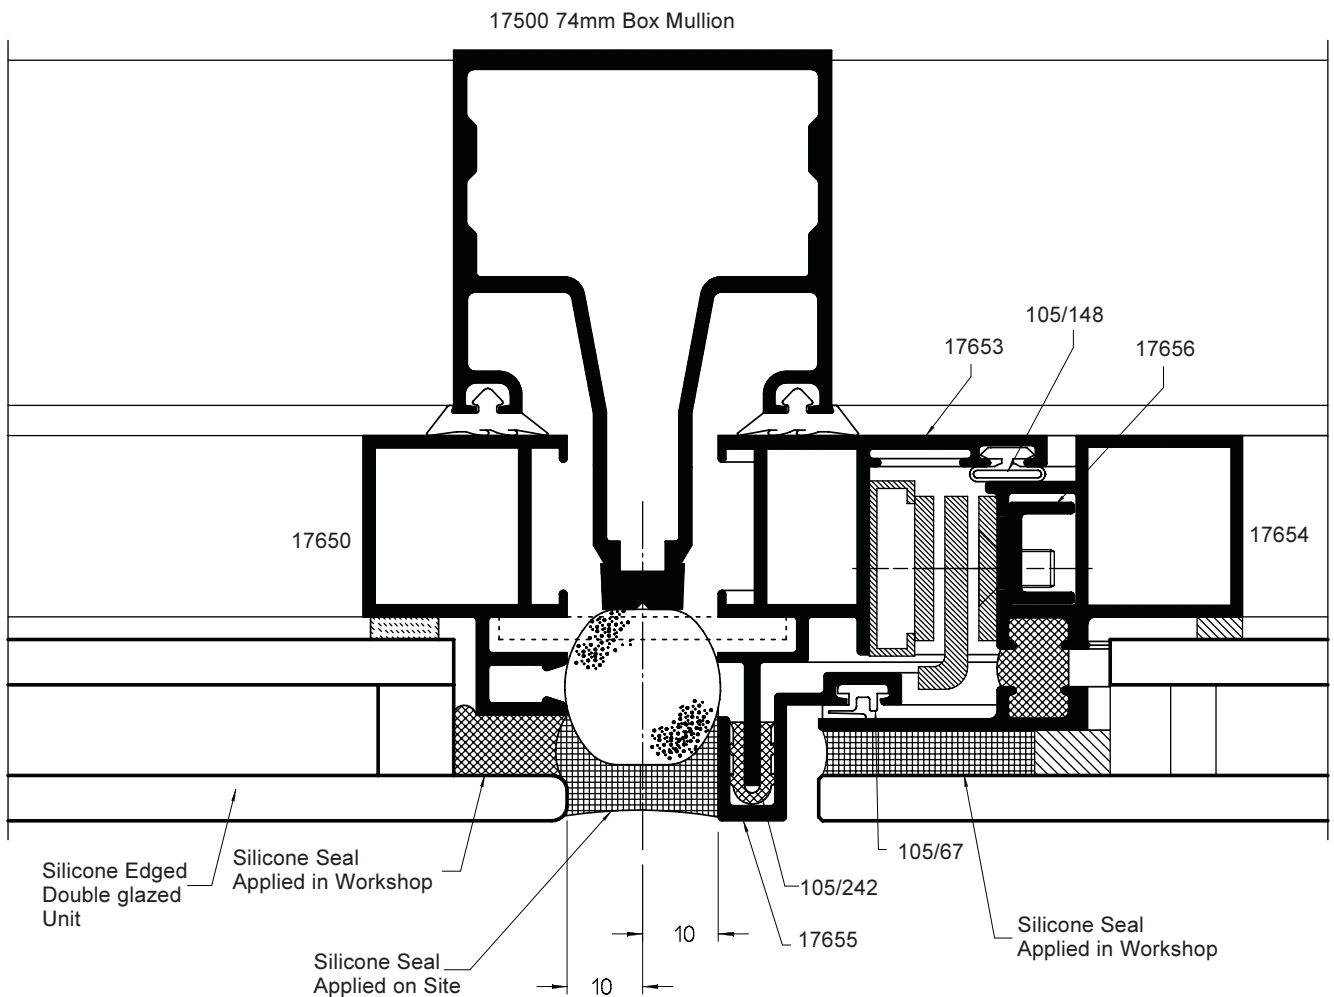 17500 74mm Box Mullion
105/148
17653
17656
17650
17654
105/67
Silicone Edged
Double glazed
Unit
Silicone Seal
Applied in Workshop
105/242
17655
Silicone Seal
Applied in Workshop
10
Silicone Seal
Applied on Site
10